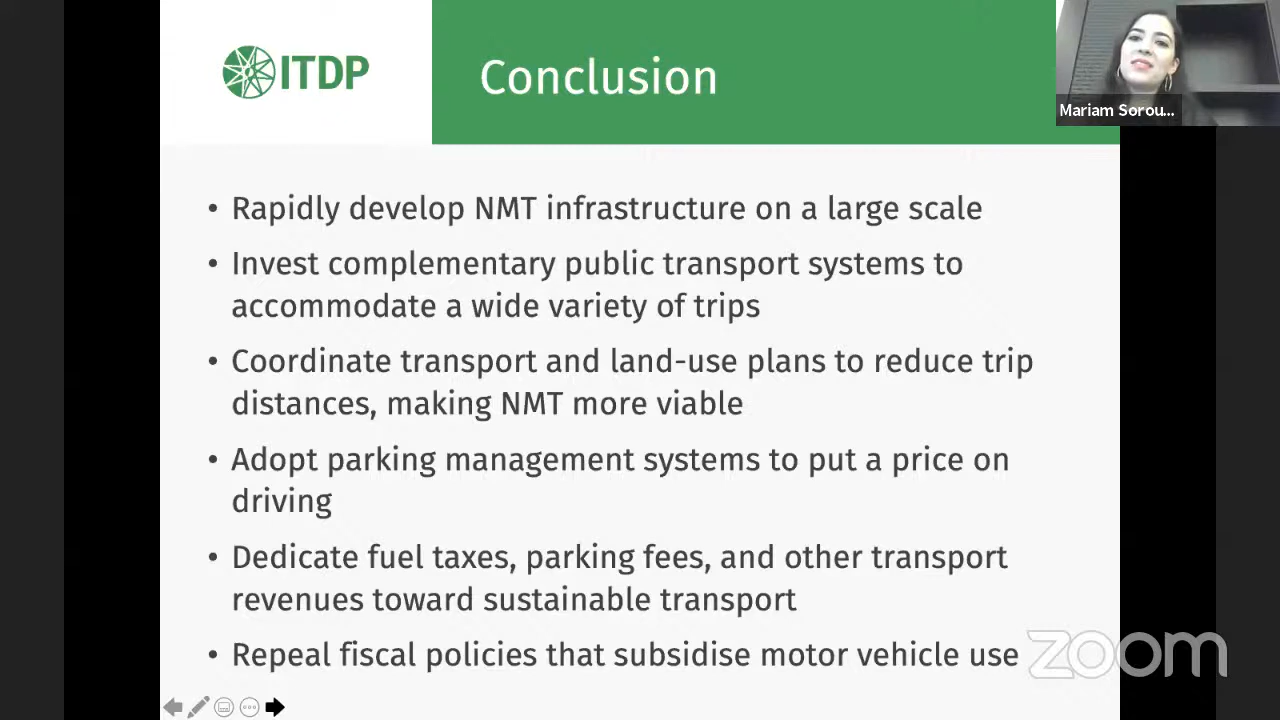 ITDP
Conclusion
Mariam Sorou...
• Rapidly develop NMT infrastructure on a large scale
• Invest complementary public transport systems to
accommodate a wide variety of trips
• Coordinate transport and land-use plans to reduce trip
distances, making NMT more viable
• Adopt parking management systems to put a price on
driving
• Dedicate fuel taxes, parking fees, and other transport
revenues toward sustainable transport
• Repeal fiscal policies that subsidise motor vehicle use
zoom